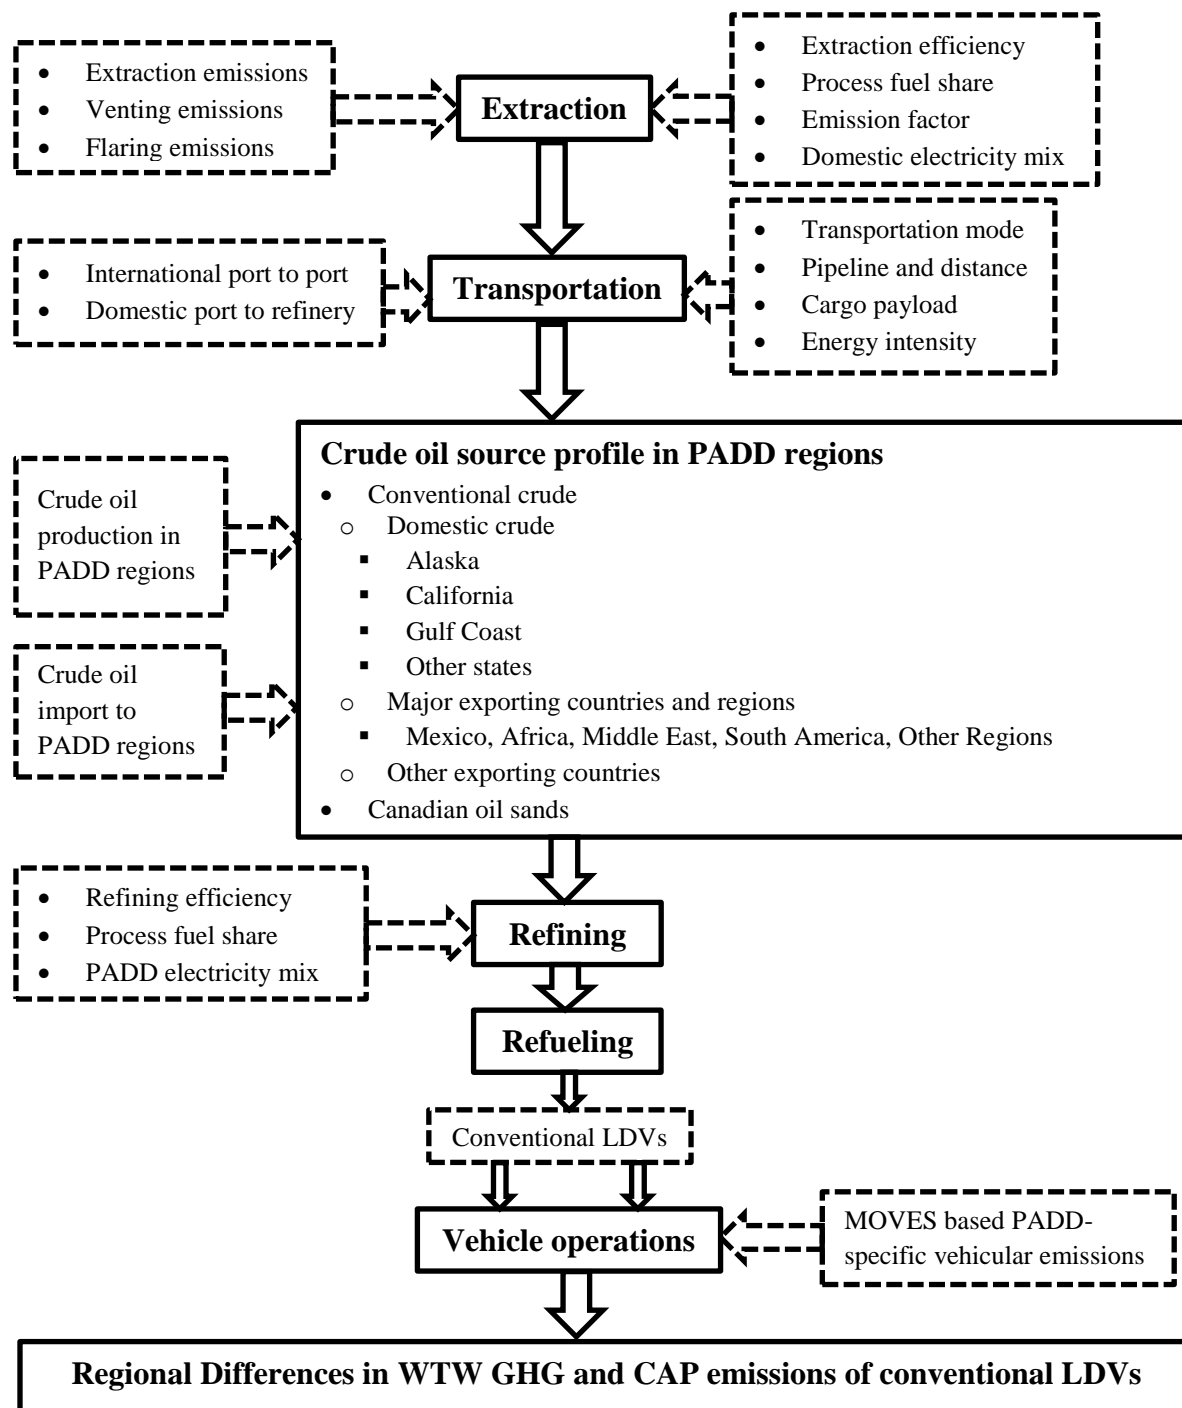 • Extraction emissions
• Venting emissions
• Flaring emissions
Extraction
• Extraction efficiency
• Process fuel share
• Emission factor
• Domestic electricity mix
• International port to port
• Domestic port to refinery
Transportation
• Transportation mode
• Pipeline and distance
• Cargo payload
• Energy intensity
Crude oil
production in
PADD regions
Crude oil
import to
PADD regions
Crude oil source profile in PADD regions
• Conventional crude
o Domestic crude
▪ Alaska
▪ California
▪ Gulf Coast
▪ Other states
o Major exporting countries and regions
▪ Mexico, Africa, Middle East, South America, Other Regions
o Other exporting countries
• Canadian oil sands
• Refining efficiency
• Process fuel share
• PADD electricity mix
Refining
Refueling
Conventional LDVs
Vehicle operations
MOVES based PADD-
specific vehicular emissions
Regional Differences in WTW GHG and CAP emissions of conventional LDVs